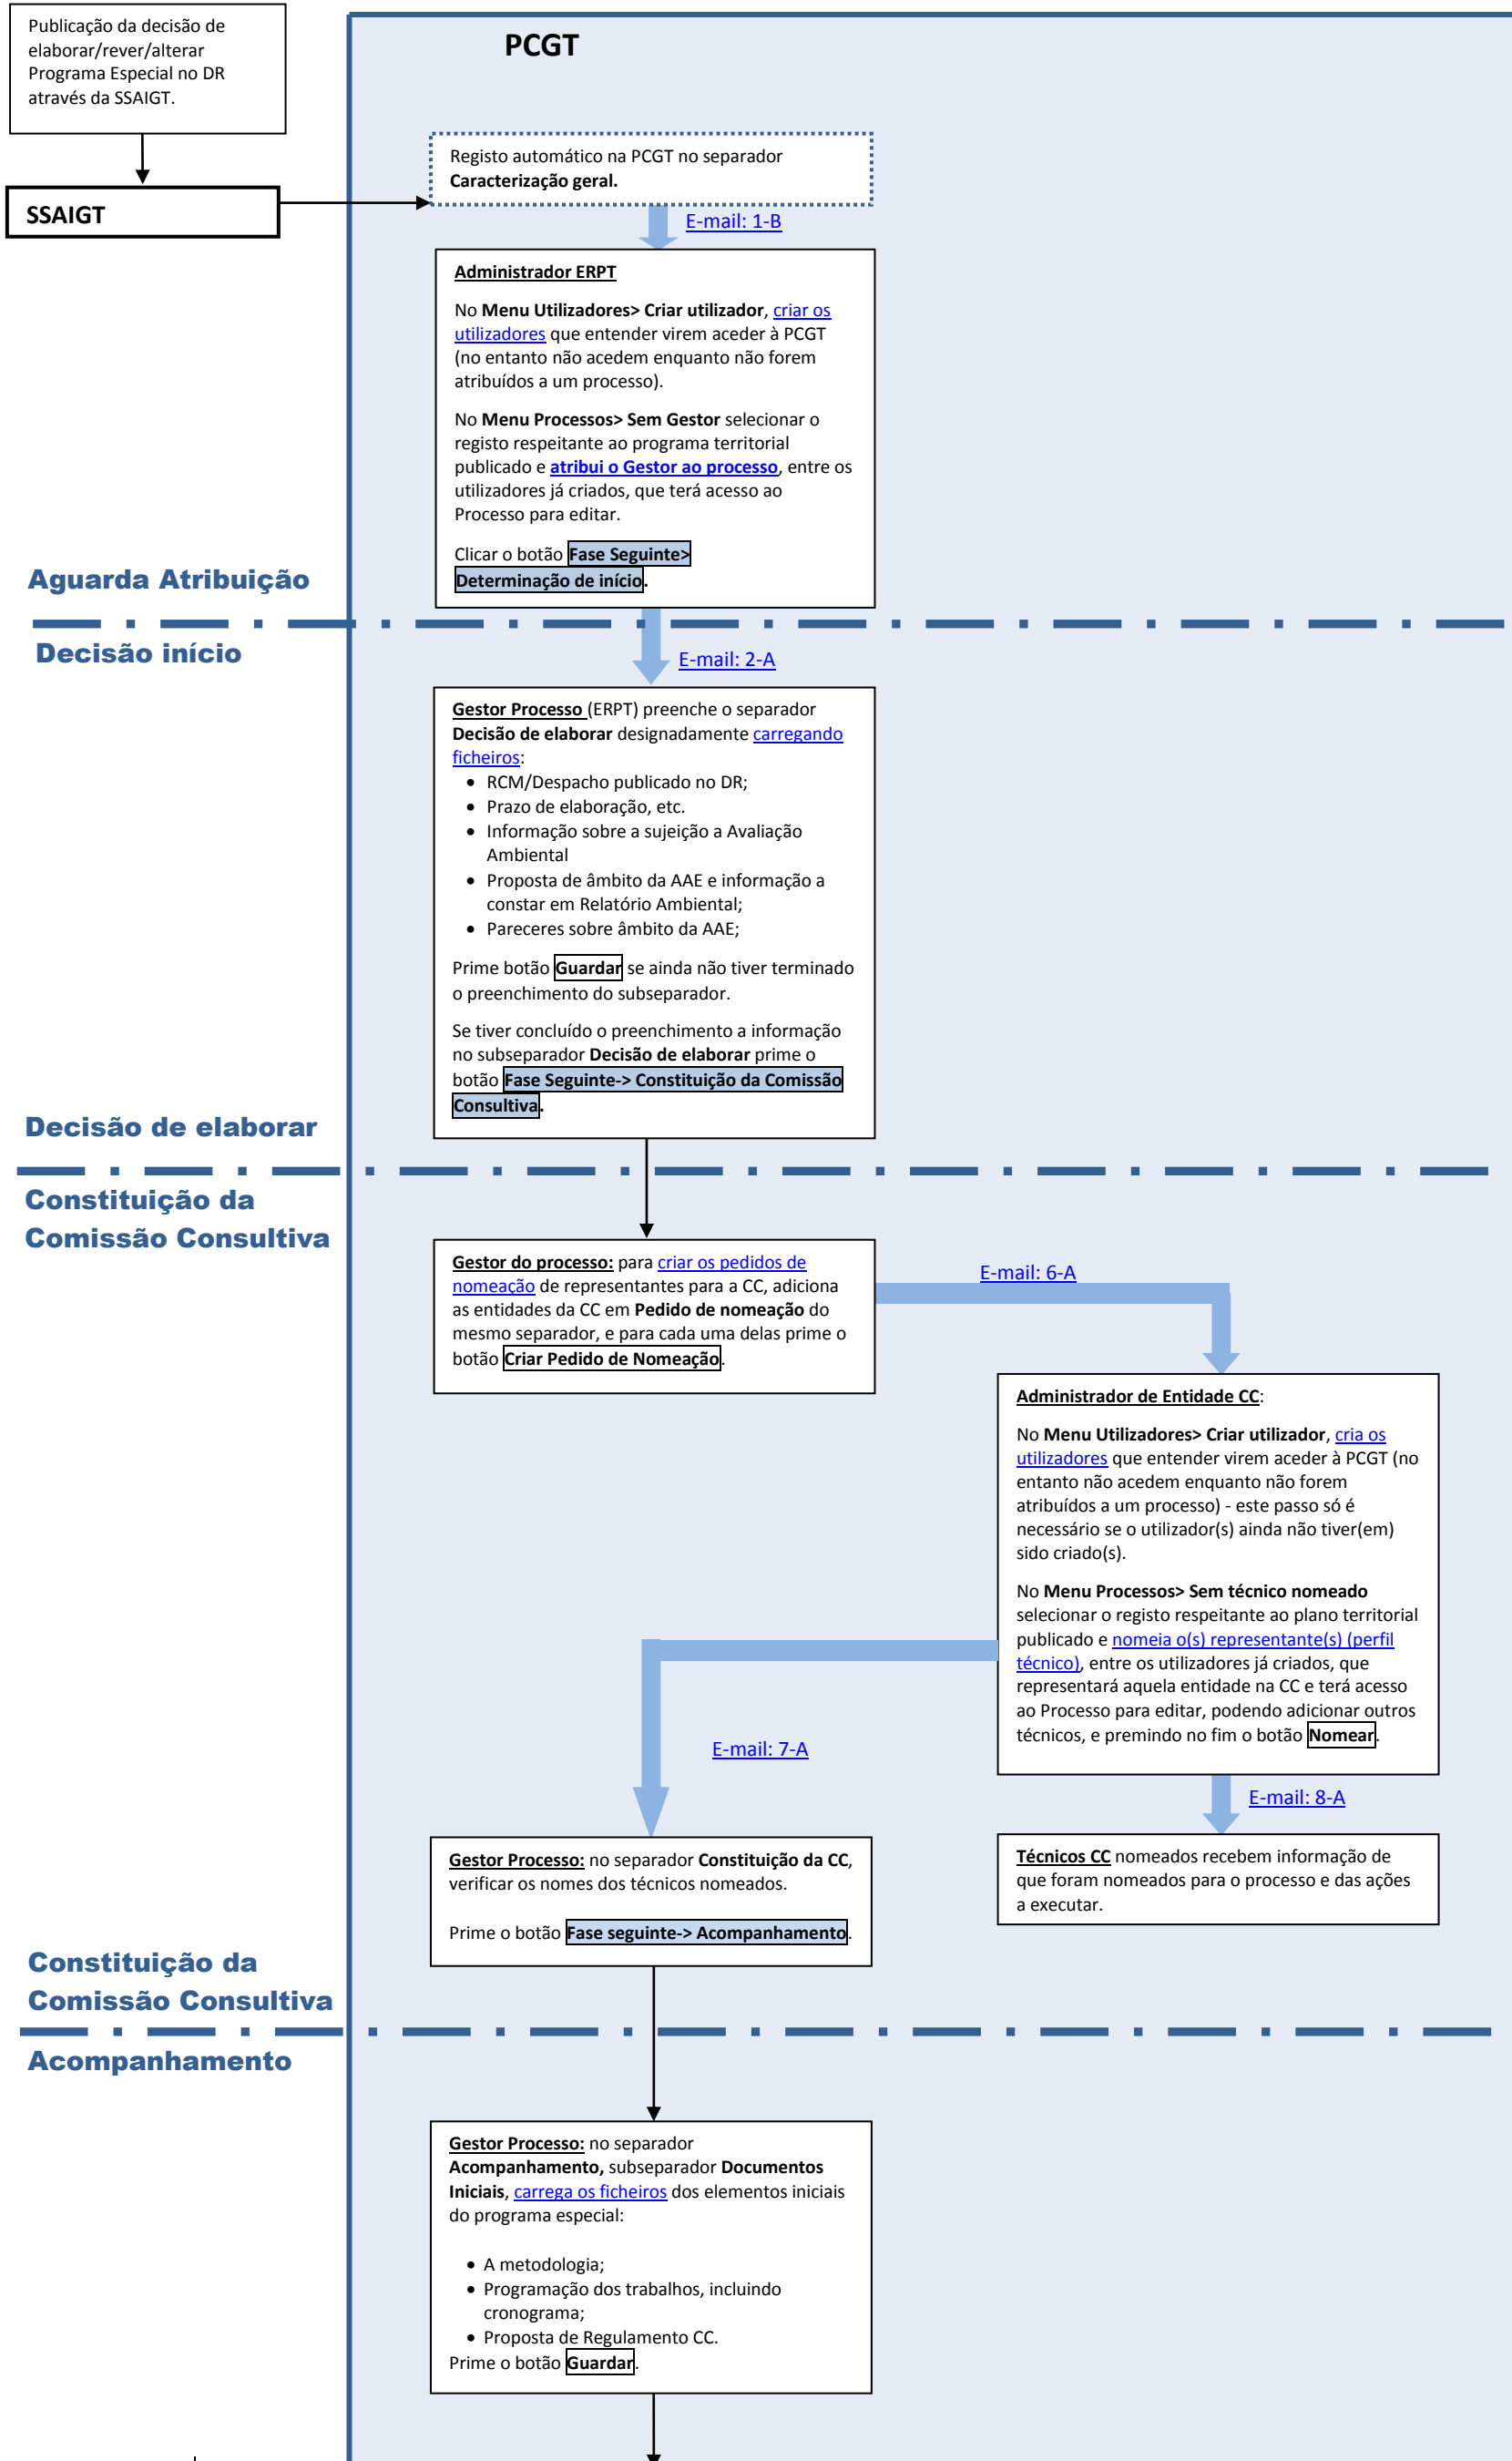 Publicação da decisão de
elaborar/rever/alterar
Programa Especial no DR
através da SSAIGT.
PCGT
Registo automático na PCGT no separador
Caracterização geral.
SSAIGT
E-mail: 1-B
Administrador ERPT
No Menu Utilizadores> Criar utilizador, criar os
utilizadores que entender virem aceder à PCGT
(no entanto não acedem enquanto não forem
atribuídos a um processo).
No Menu Processos> Sem Gestor selecionar o
registo respeitante ao programa territorial
publicado e atribui o Gestor ao processo, entre os
utilizadores já criados, que terá acesso ao
Processo para editar.
Clicar o botão Fase Seguinte>
Determinação de início.
Aguarda Atribuição
Decisão início
E-mail: 2-A
Gestor Processo (ERPT) preenche o separador
Decisão de elaborar designadamente carregando
ficheiros:
• RCM/Despacho publicado no DR;
• Prazo de elaboração, etc.
• Informação sobre a sujeição a Avaliação
Ambiental
• Proposta de âmbito da AAE e informação a
constar em Relatório Ambiental;
• Pareceres sobre âmbito da AAE;
Prime botão Guardar se ainda não tiver terminado
o preenchimento do subseparador.
Se tiver concluído o preenchimento a informação
no subseparador Decisão de elaborar prime o
botão Fase Seguinte-> Constituição da Comissão
Consultiva.
Decisão de elaborar
Constituição da
Comissão Consultiva
Gestor do processo: para criar os pedidos de
nomeação de representantes para a CC, adiciona
as entidades da CC em Pedido de nomeação do
mesmo separador, e para cada uma delas prime o
botão Criar Pedido de Nomeação.
E-mail: 6-A
Administrador de Entidade CC:
No Menu Utilizadores> Criar utilizador, cria os
utilizadores que entender virem aceder à PCGT (no
entanto não acedem enquanto não forem
atribuídos a um processo) - este passo só é
necessário se o utilizador(s) ainda não tiver(em)
sido criado(s).
No Menu Processos> Sem técnico nomeado
selecionar o registo respeitante ao plano territorial
publicado e nomeia o(s) representante(s) (perfil
técnico), entre os utilizadores já criados, que
representará aquela entidade na CC e terá acesso
ao Processo para editar, podendo adicionar outros
técnicos, e premindo no fim o botão Nomear.
E-mail: 7-A
E-mail: 8-A
Gestor Processo: no separador Constituição da CC,
verificar os nomes dos técnicos nomeados.
Prime o botão Fase seguinte-> Acompanhamento.
Técnicos CC nomeados recebem informação de
que foram nomeados para o processo e das ações
a executar.
Constituição da
Comissão Consultiva
Acompanhamento
Gestor Processo: no separador
Acompanhamento, subseparador Documentos
Iniciais, carrega os ficheiros dos elementos iniciais
do programa especial:
• A metodologia;
• Programação dos trabalhos, incluindo
cronograma;
• Proposta de Regulamento CC.
Prime o botão Guardar.